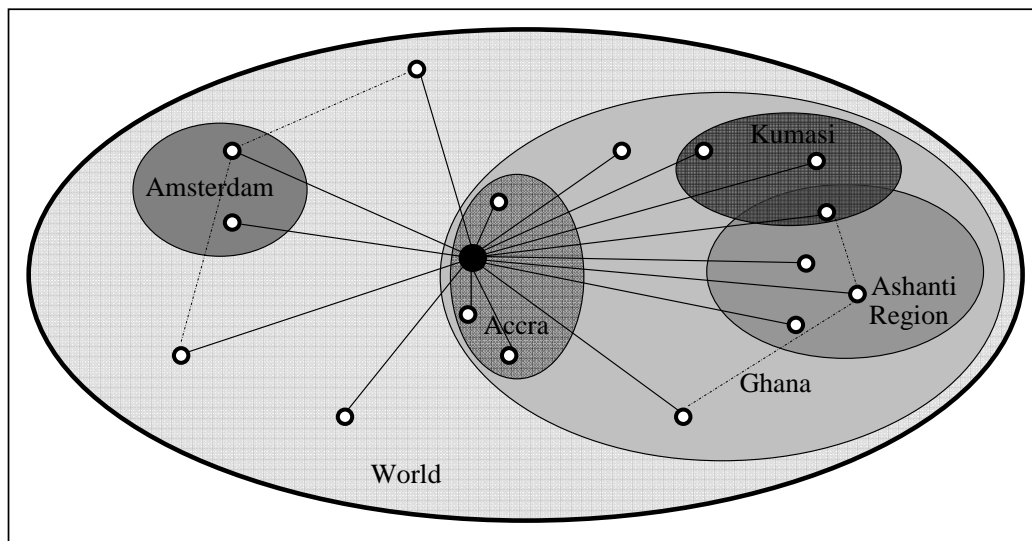 Kumasi
Amsterdam
Ashanti
Region
Accra
Ghana
World